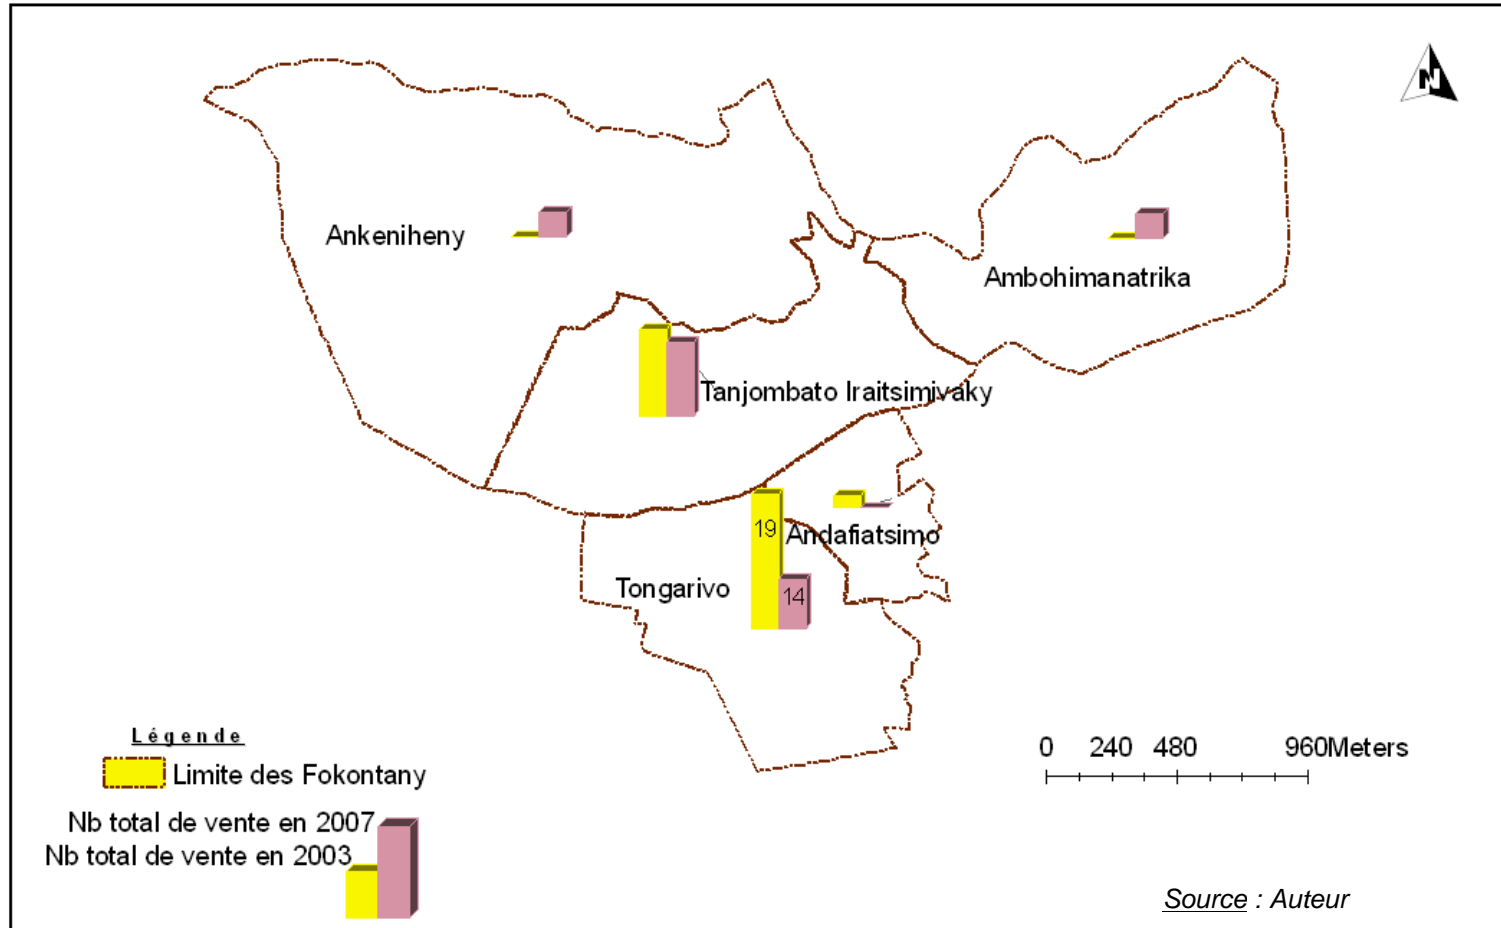 N
Ankeniheny
Ambohimanatrika
Tanjombato Iraitsimivaky
19
Andafiatsimo
Tongarivo
14
Légende
Limite des Fokontany
Nb total de vente en 2007
Nb total de vente en 2003
0 240 480 960Meters
Source : Auteur